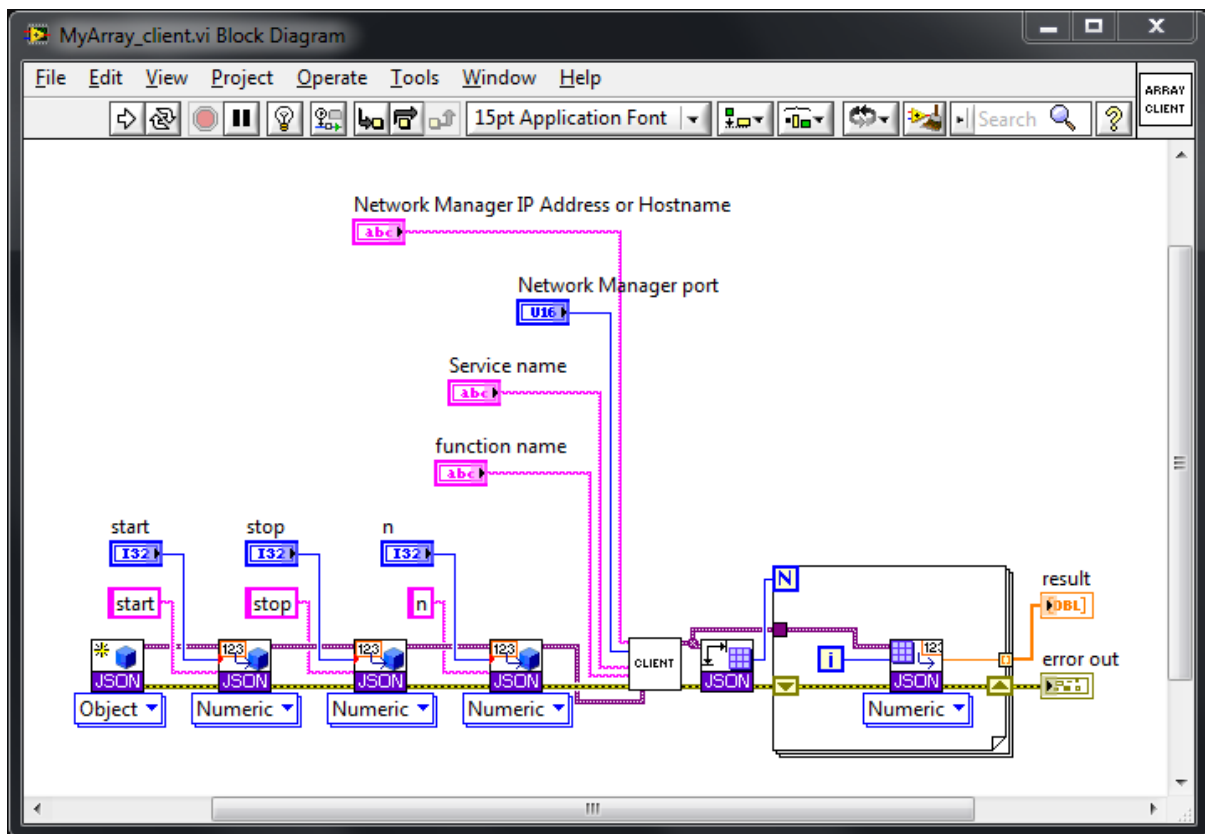 MyArray_client.vi Block Diagram
File Edit View Project Operate Tools Window Help
ARRAY
CLIENT
15pt Application Font
Search
?
Network Manager IP Address or Hostname
abc
Network Manager port
U16
Service name
abc
function name
abc
start stop n
I32 I32 I32
start stop n
N
result
DBL]
123 123 123 123
CLIENT
i
error out
JSON JSON JSON JSON JSON JSON
Object Numeric Numeric Numeric Numeric